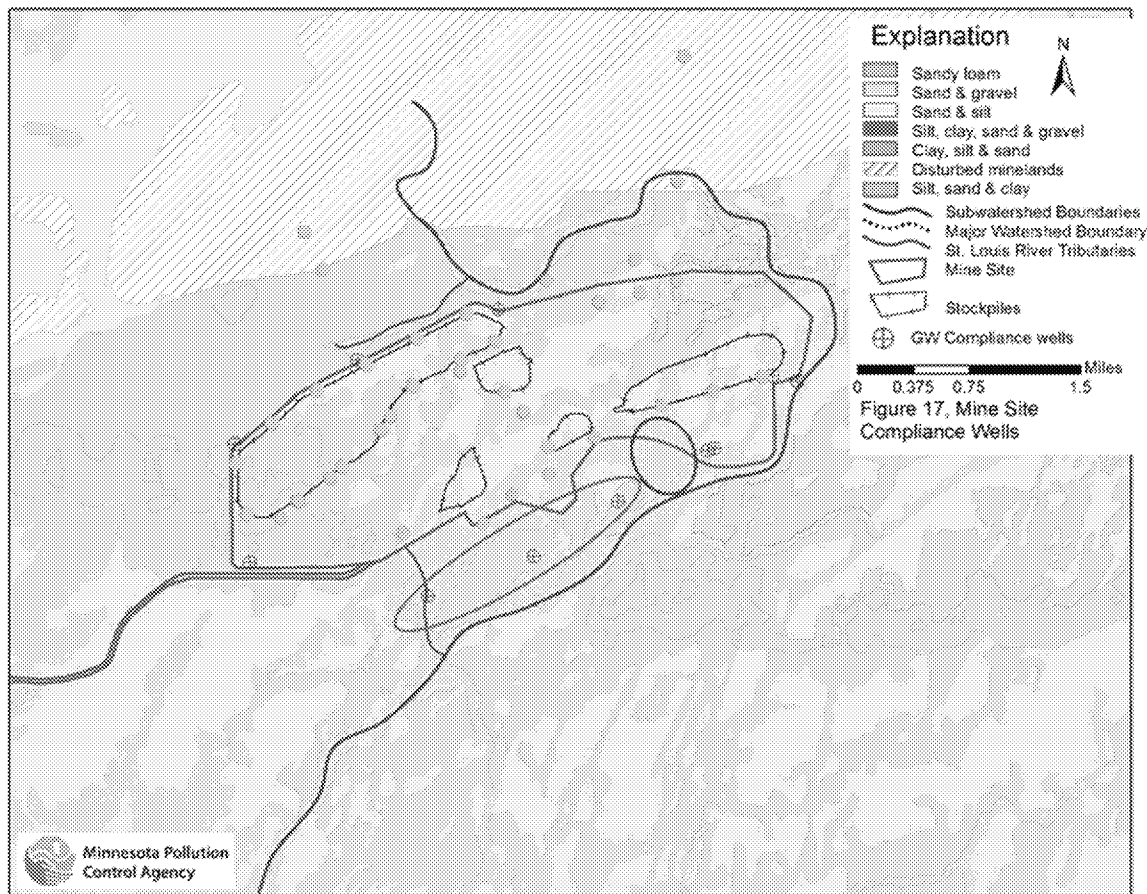 Explanation
N
Sandy loam
Sand & gravel
Sand & silt
Silt, clay, sand & gravel
Clay, silt & sand
Disturbed minelands
Silt, sand & clay
Subwatershed Boundaries
Major Watershed Boundary
St. Louis River Tributaries
Mine Site
Stockpiles
GW Compliance wells
Miles
0 0.375 0.75 1.5
Figure 17, Mine Site
Compliance Wells
Minnesota Pollution
Control Agency